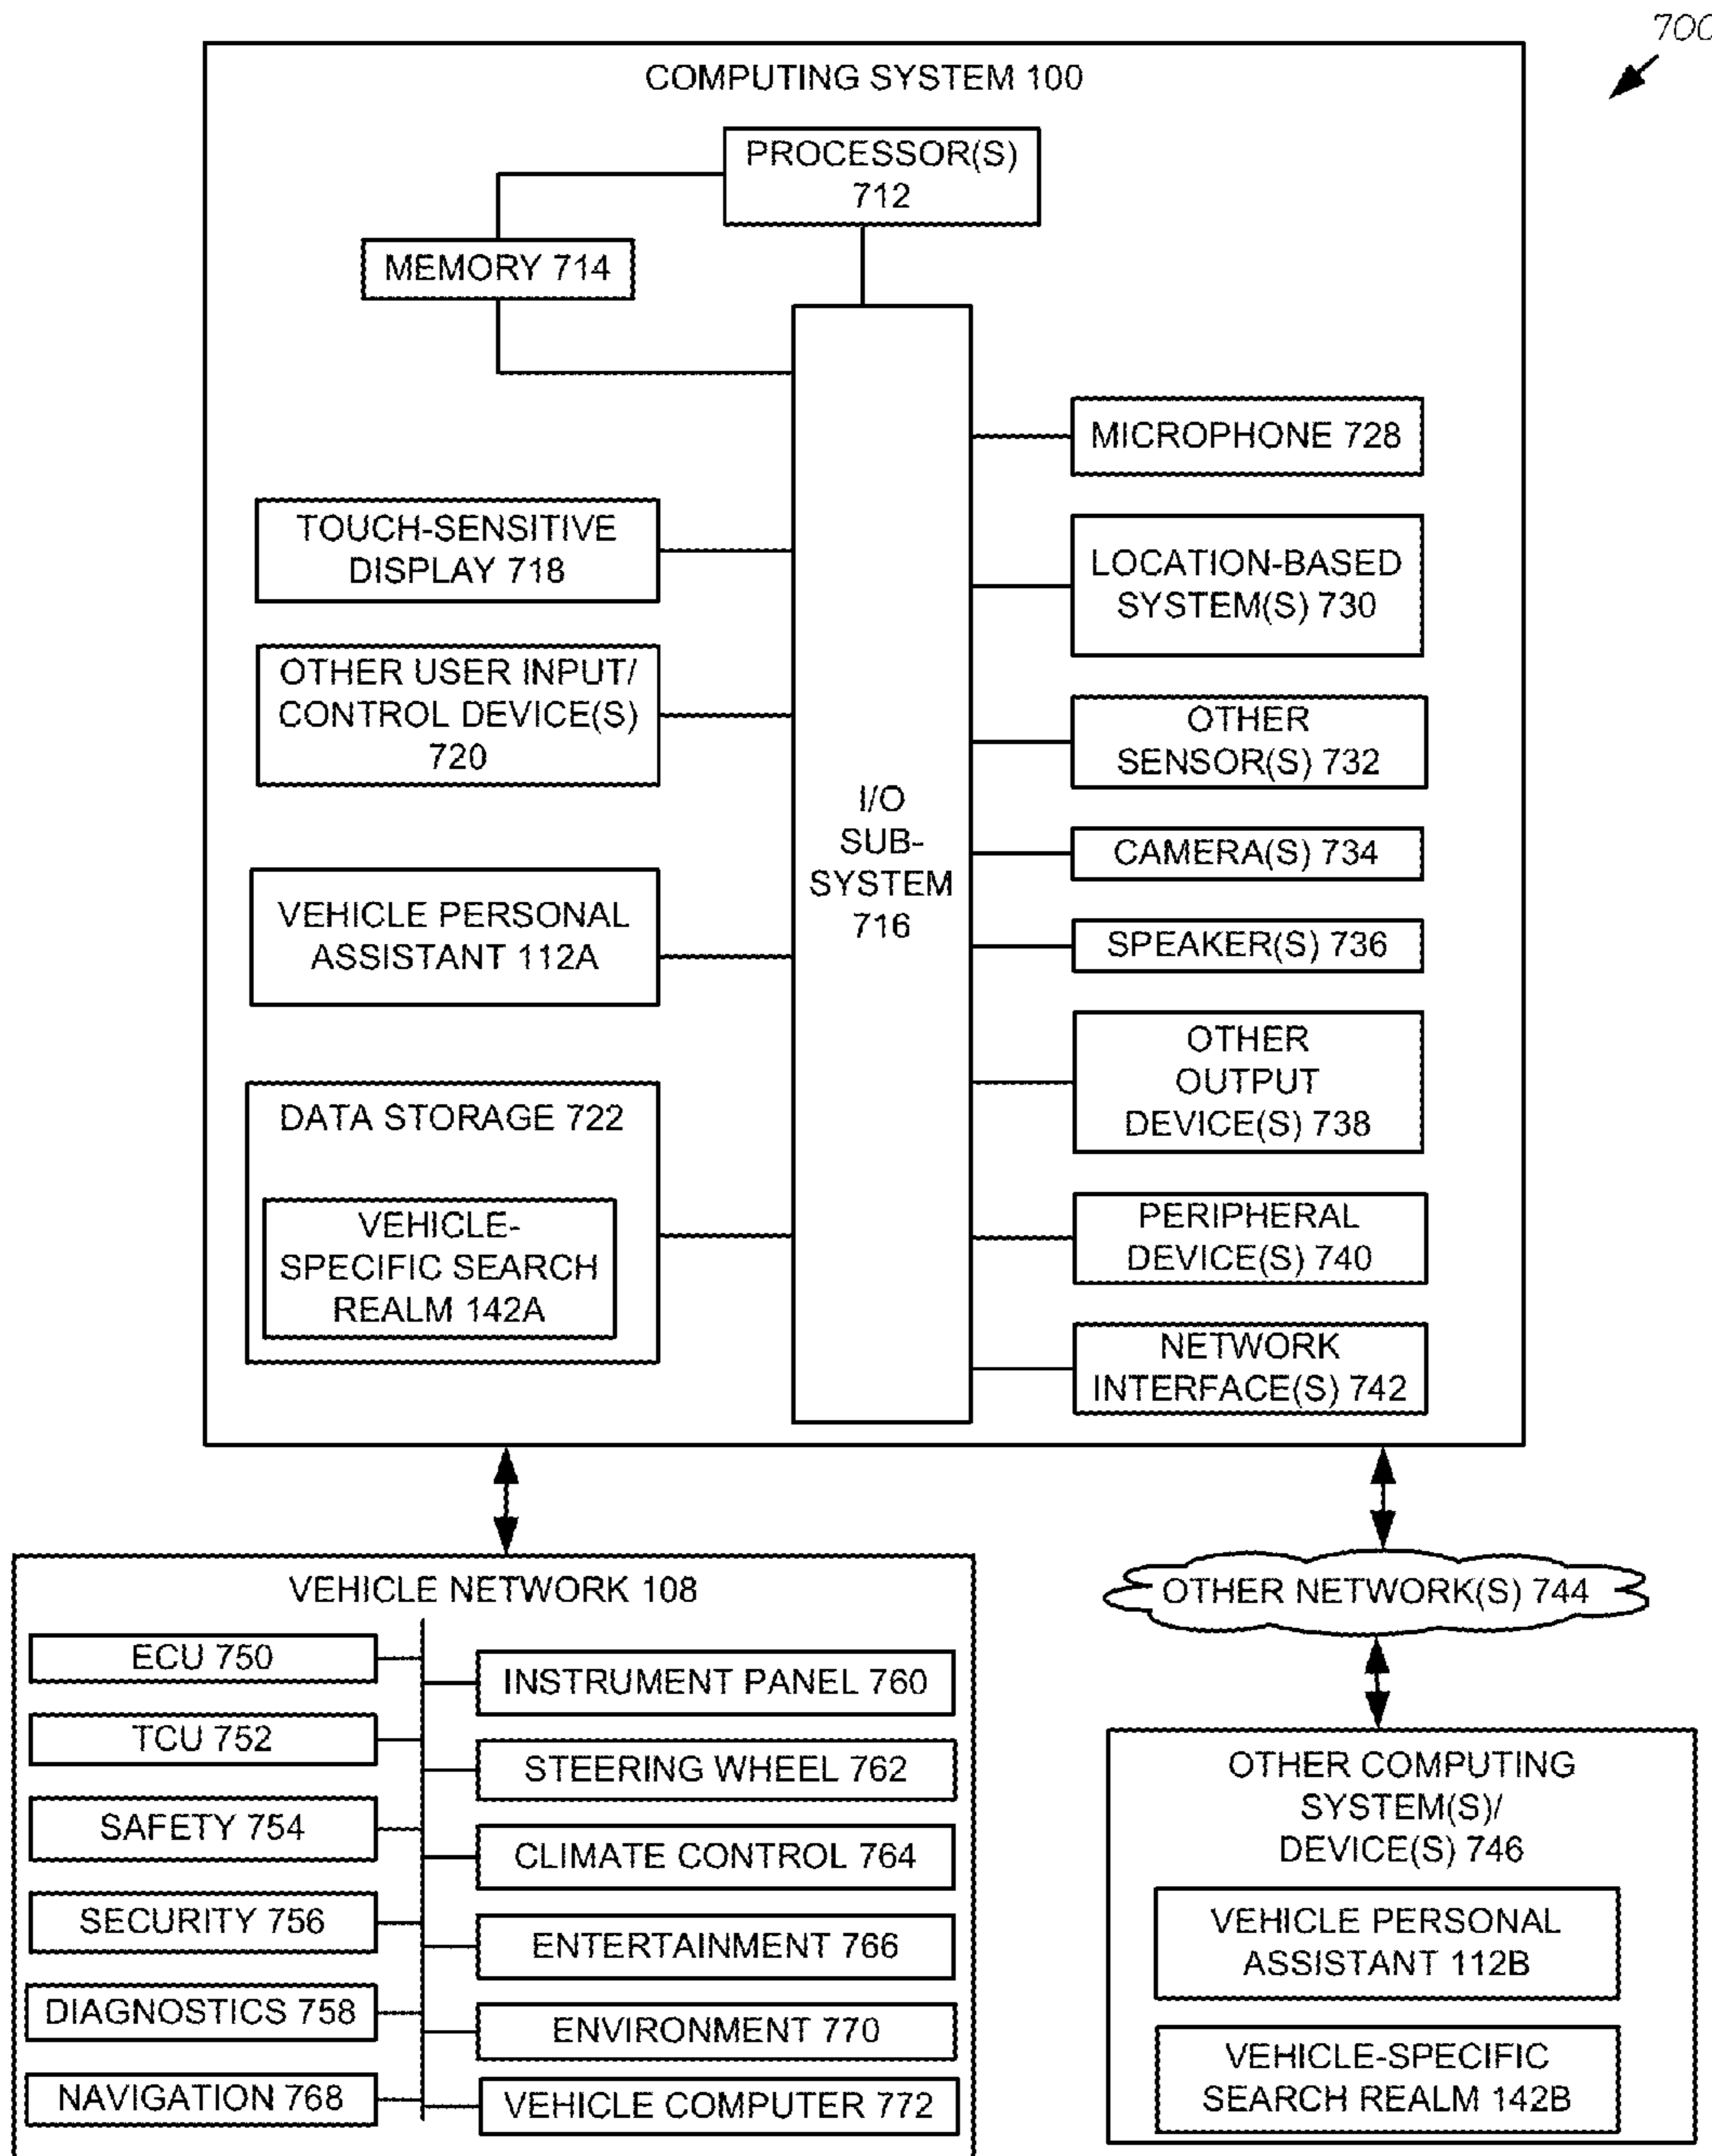 700
COMPUTING SYSTEM 100
PROCESSOR(S)
712
MEMORY 714
TOUCH-SENSITIVE
DISPLAY 718
OTHER USER INPUT/
CONTROL DEVICE(S)
720
VEHICLE PERSONAL
ASSISTANT 112A
DATA STORAGE 722
VEHICLE-
SPECIFIC SEARCH
REALM 142A
I/O
SUB-
SYSTEM
716
MICROPHONE 728
LOCATION-BASED
SYSTEM(S) 730
OTHER
SENSOR(S) 732
CAMERA(S) 734
SPEAKER(S) 736
OTHER
OUTPUT
DEVICE(S) 738
PERIPHERAL
DEVICE(S) 740
NETWORK
INTERFACE(S) 742
VEHICLE NETWORK 108
ECU 750
TCU 752
SAFETY 754
SECURITY 756
DIAGNOSTICS 758
NAVIGATION 768
INSTRUMENT PANEL 760
STEERING WHEEL 762
CLIMATE CONTROL 764
ENTERTAINMENT 766
ENVIRONMENT 770
VEHICLE COMPUTER 772
OTHER NETWORK(S) 744
OTHER COMPUTING
SYSTEM(S)/
DEVICE(S) 746
VEHICLE PERSONAL
ASSISTANT 112B
VEHICLE-SPECIFIC
SEARCH REALM 142B